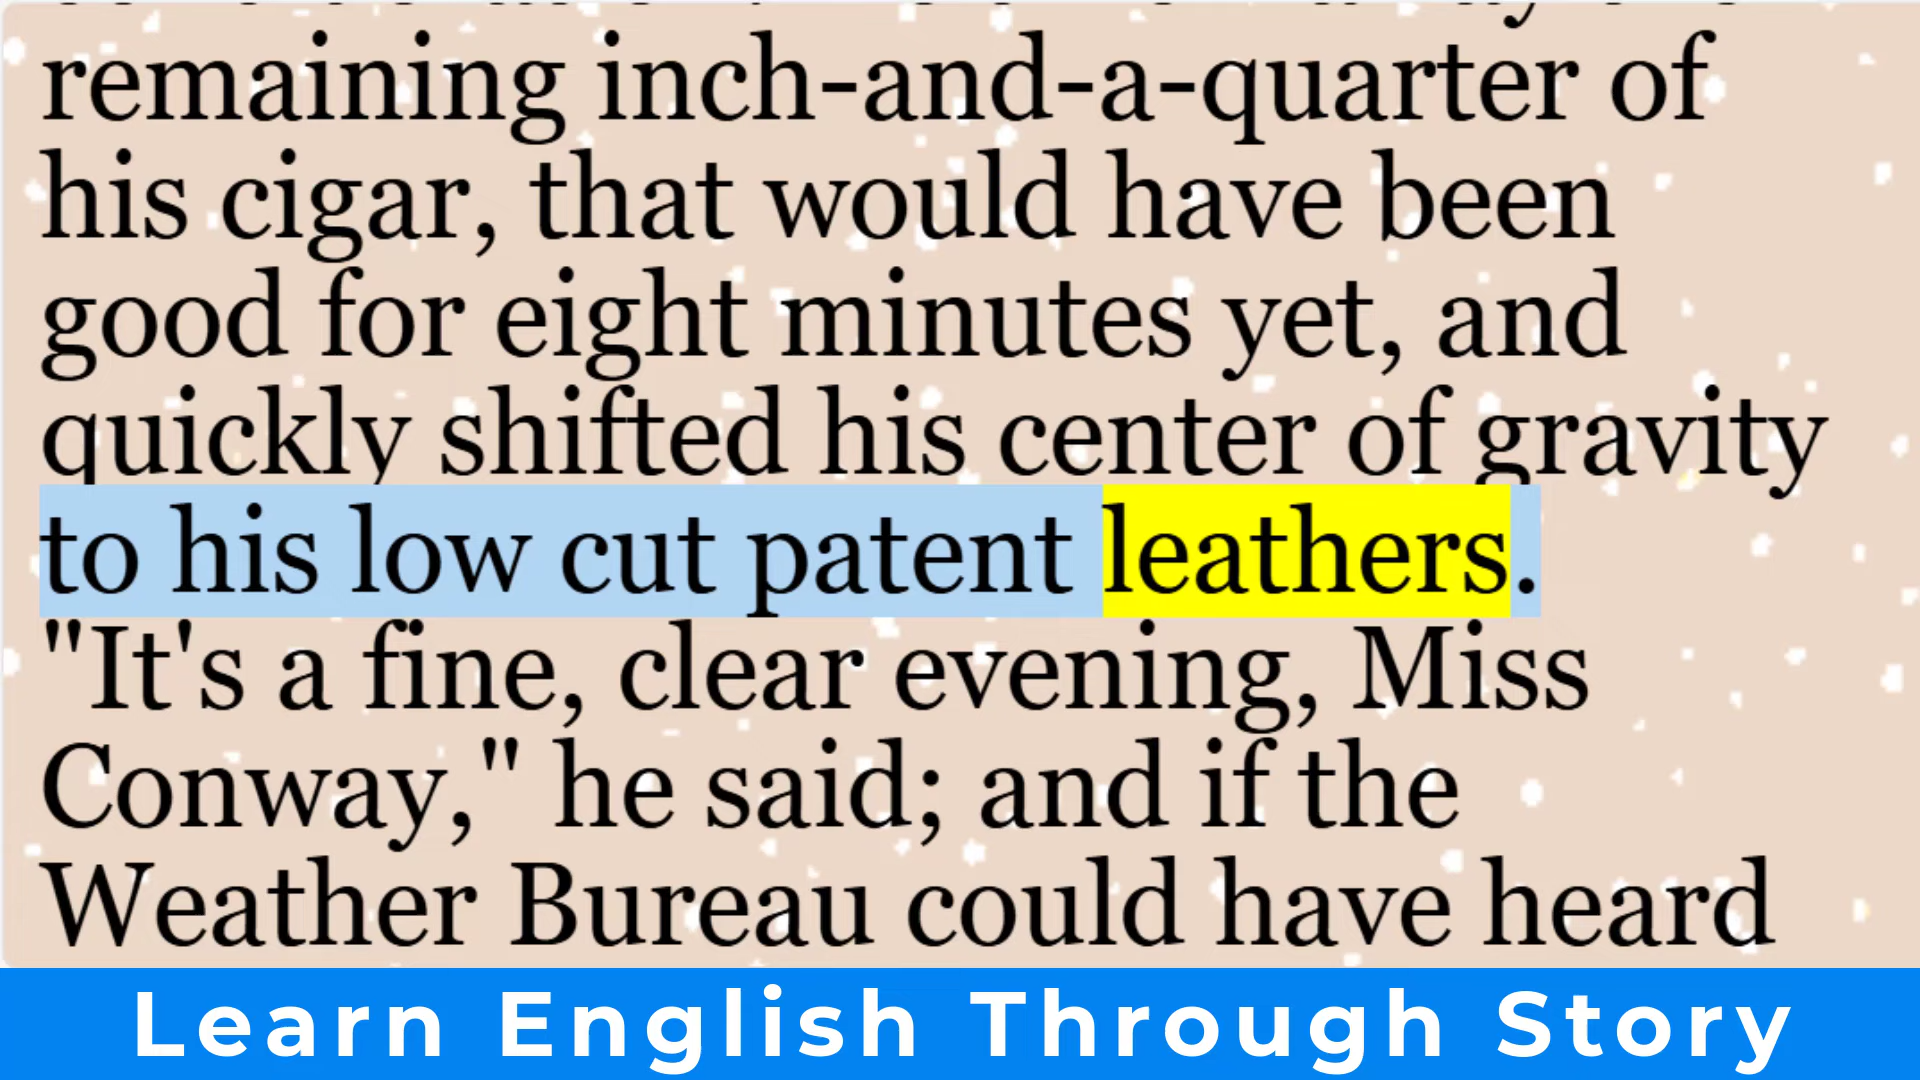 remaining inch-and-a-quarter of
his cigar, that would have been
good for eight minutes yet, and
quickly shifted his center of gravity
to his low cut patent leathers.
"It's a fine, clear evening, Miss
Conway," he said; and if the
Weather Bureau could have heard
Learn English Through Story